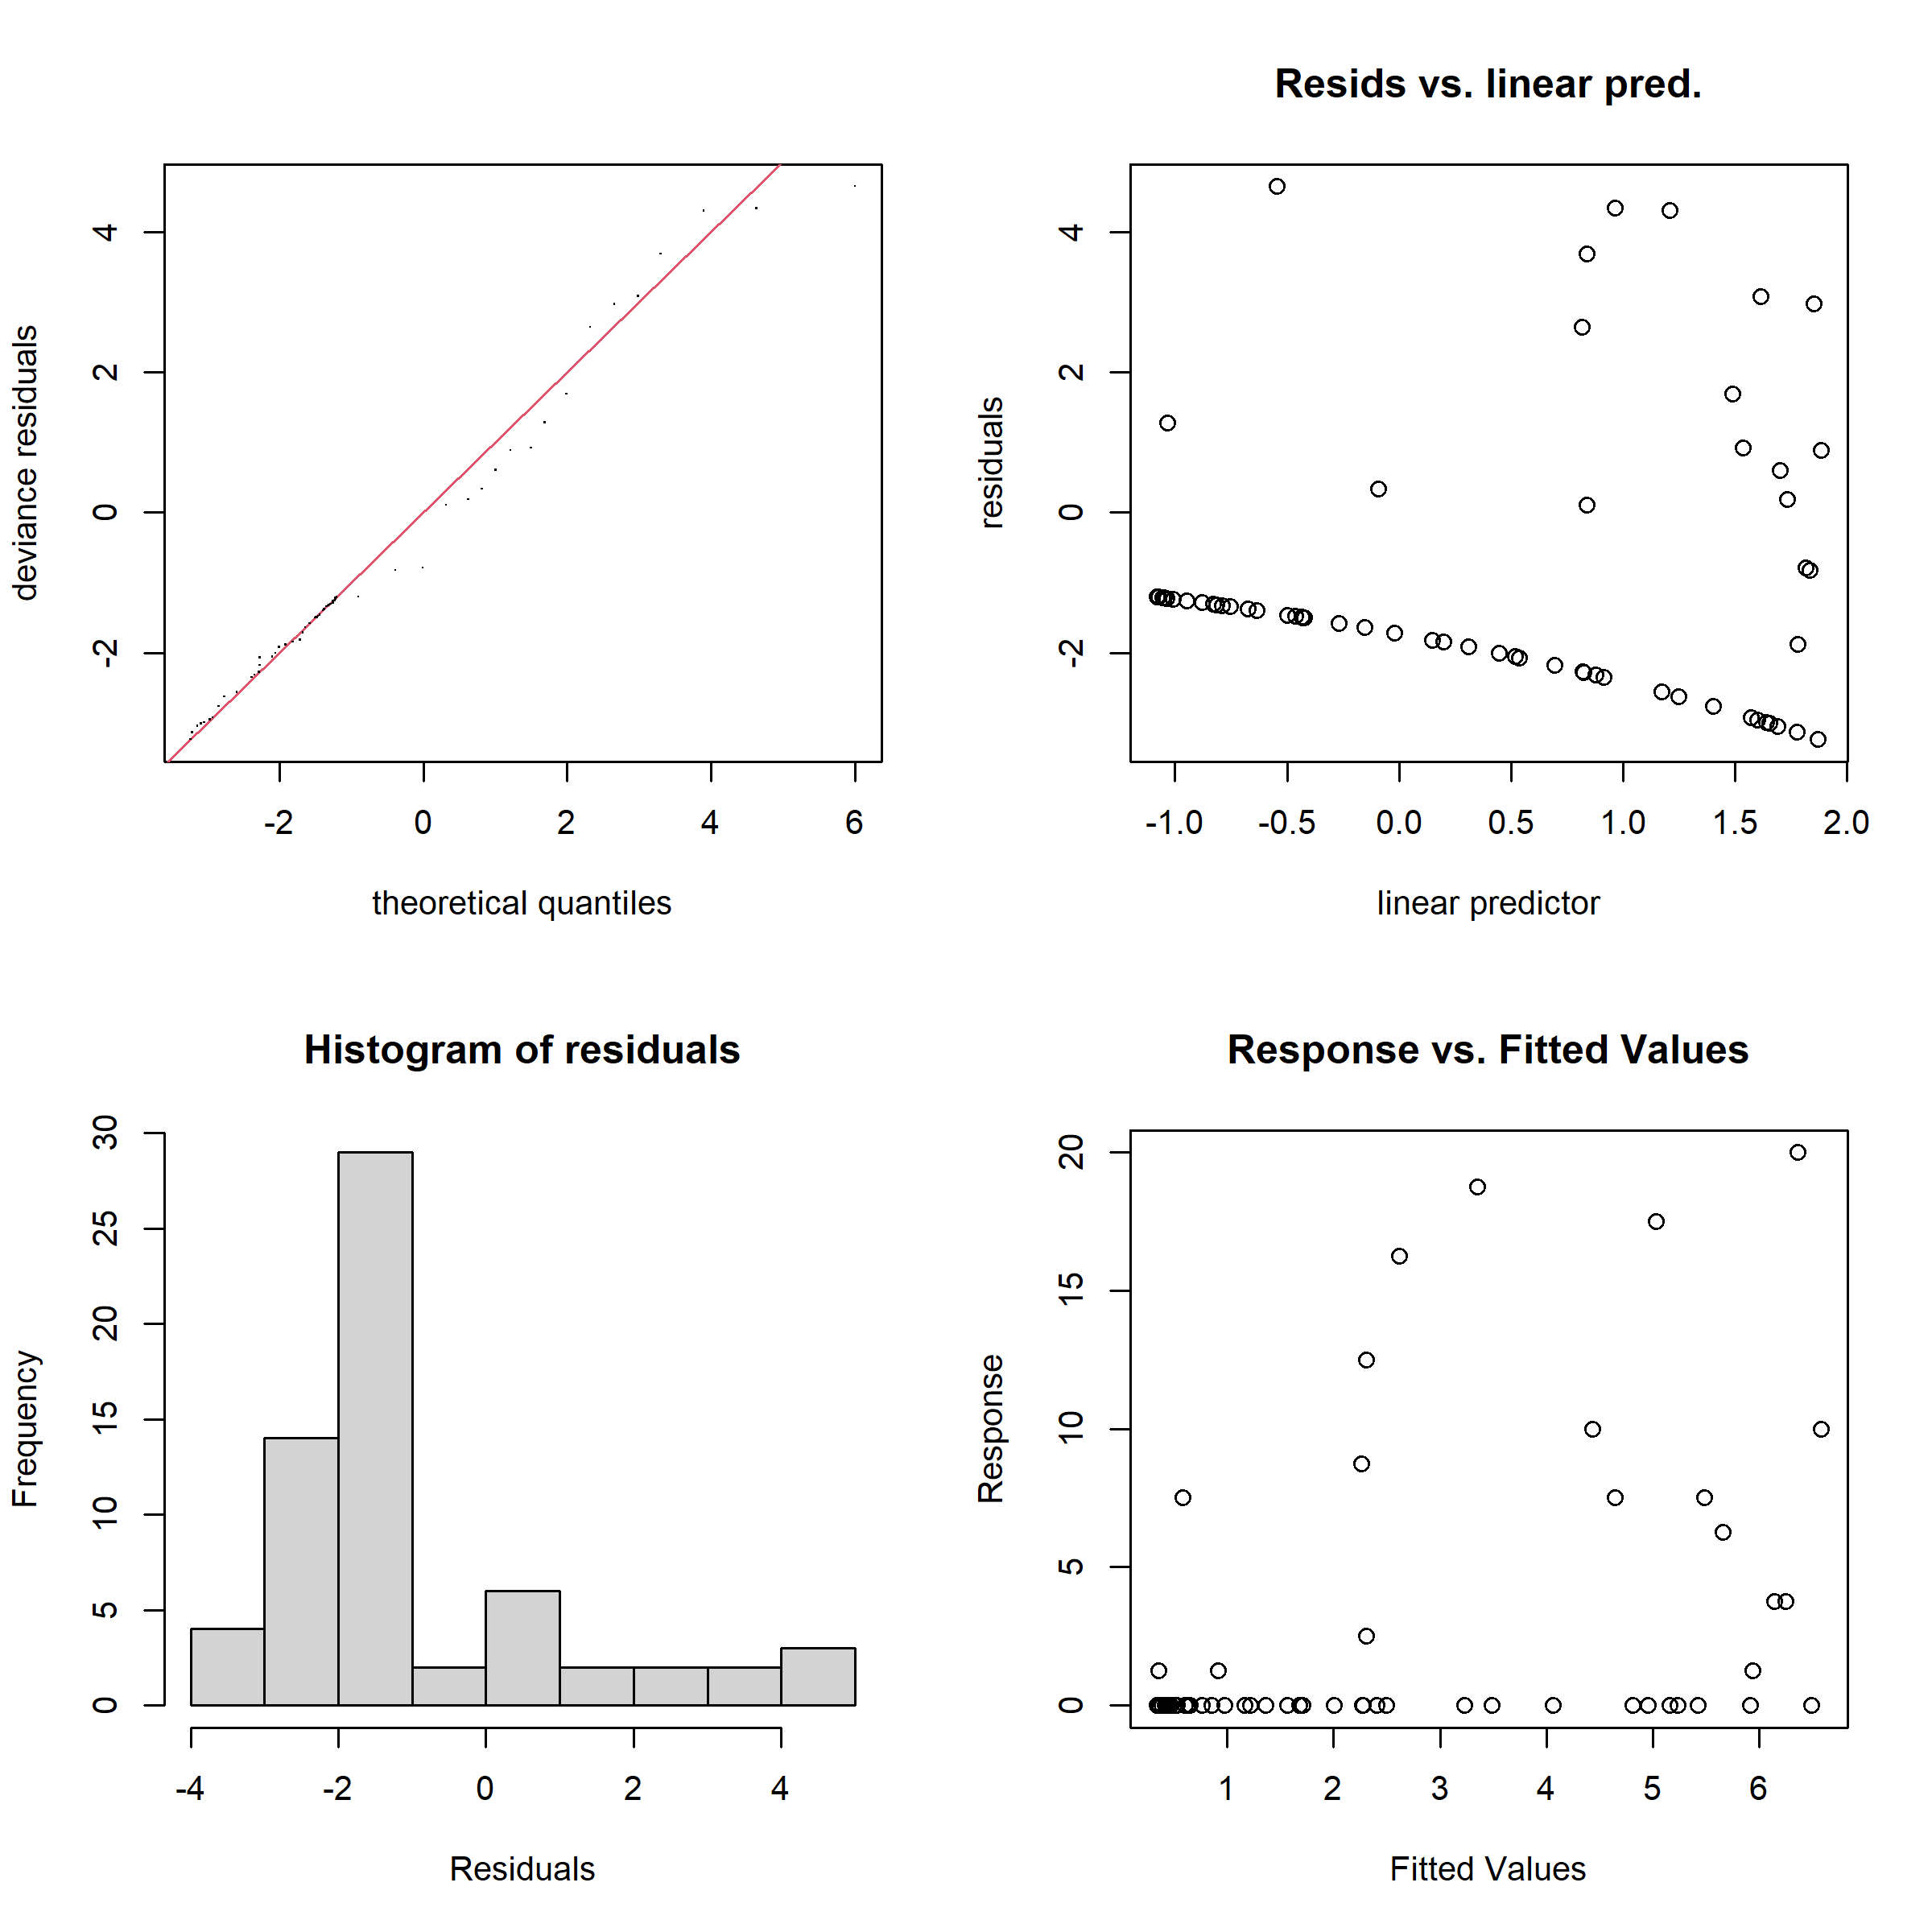 deviance residuals
4
2
0
-2
-2 0 2 4 6
theoretical quantiles
Resids vs. linear pred.
residuals
4
2
0
-2
-1.0 -0.5 0.0 0.5 1.0 1.5 2.0
linear predictor
Histogram of residuals
Frequency
30
25
20
15
10
5
0
-4 -2 0 2 4
Residuals
Response vs. Fitted Values
Response
20
15
10
5
0
1 2 3 4 5 6
Fitted Values